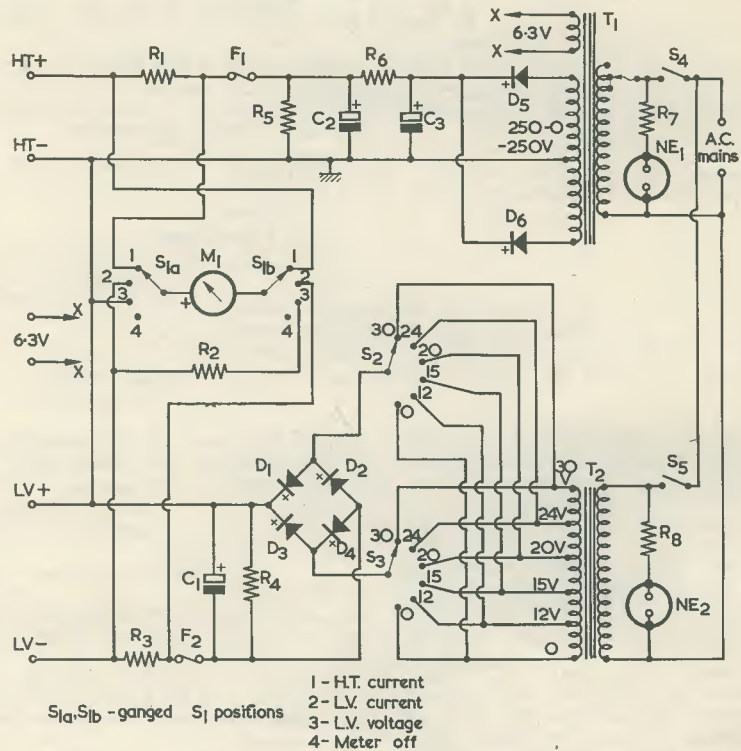 HT+
R1
F1
R6
X
6·3V
X
T1
S4
D5
R5
C2
+
C3
+
+
250-0
-250V
R7
NE1
A.C.
mains
HT-
D6
+
1
S1a
M1
S1b
1
2
3
+
2
3
4
4
X
6·3V
X
R2
30
24
S2
20
15
12
O
D1
D2
+
+
30
V
T2
S5
LV+
D3
D4
+
+
30
24
24V
S3
20
20V
R8
15
15V
C1
+
R4
12
12V
NE2
O
O
LV-
R3
F2
1 - H.T. current
2 - L.V. current
3 - L.V. voltage
4 - Meter off
S1a, S1b - ganged S1 positions